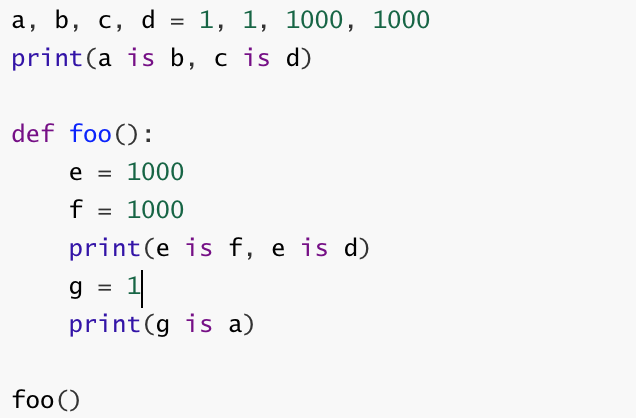 a, b, c, d = 1, 1, 1000, 1000
print(a is b, c is d)

def foo():
    e = 1000
    f = 1000
    print(e is f, e is d)
    g = 1
    print(g is a)

foo()